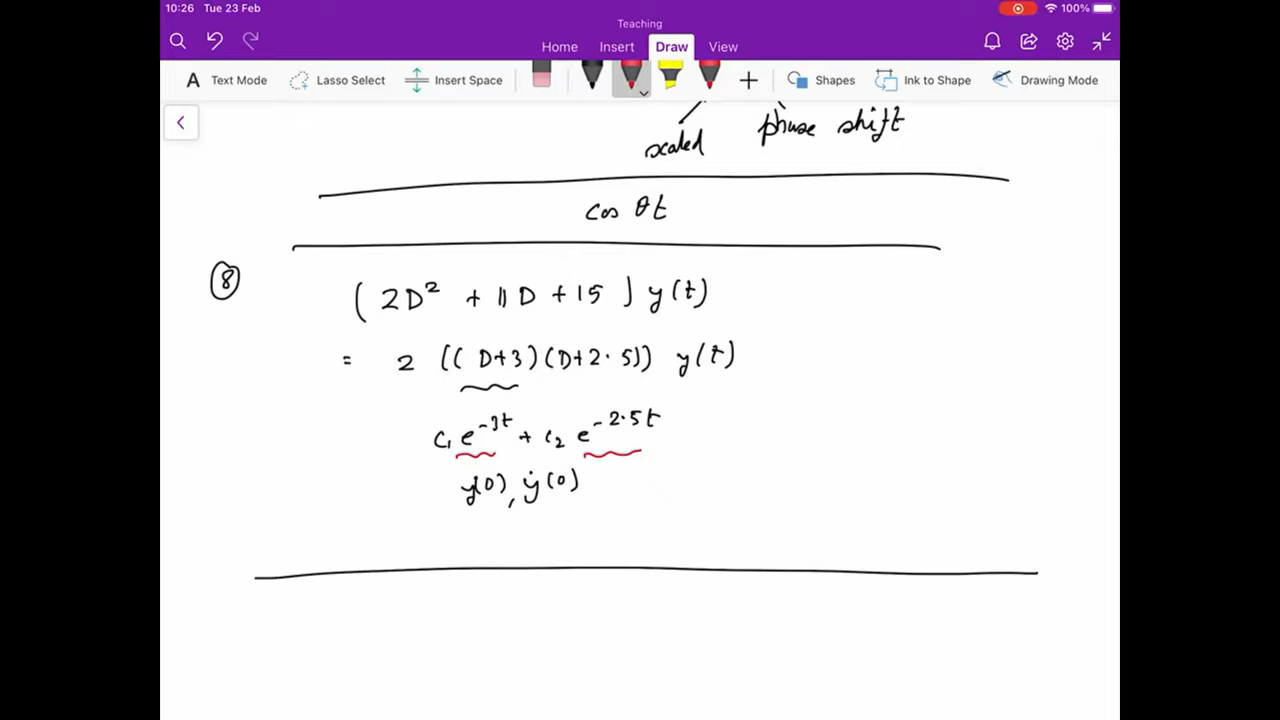 10:26 Tue 23 Feb
100%
Teaching
Home Insert Draw View
Text Mode Lasso Select Insert Space Shapes Ink to Shape Drawing Mode
scaled phase shift
cos θt
⑧ (2D² + 11D + 15) y(t)
= 2 ((D+3)(D+2.5)) y(t)
c₁e⁻³ᵗ + c₂ e^-2.5t
y(0), ẏ(0)